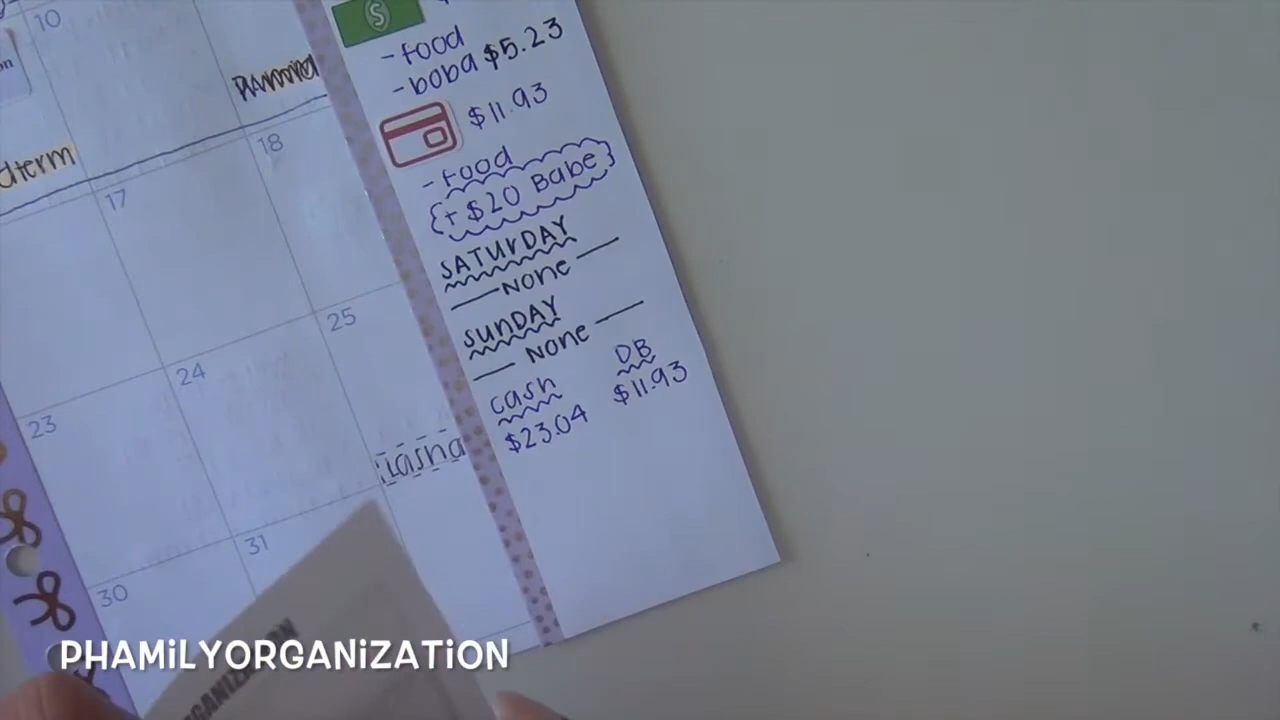 10
-food
-boba $5.23
$11.93
-food
{+ $20 Babe}
SATURDAY
NONE
SUNDAY
NONE
cash DB
$23.04 $11.93
dterm
18
17
25
24
23
31
30
PHAMiLYORGANiZATiON